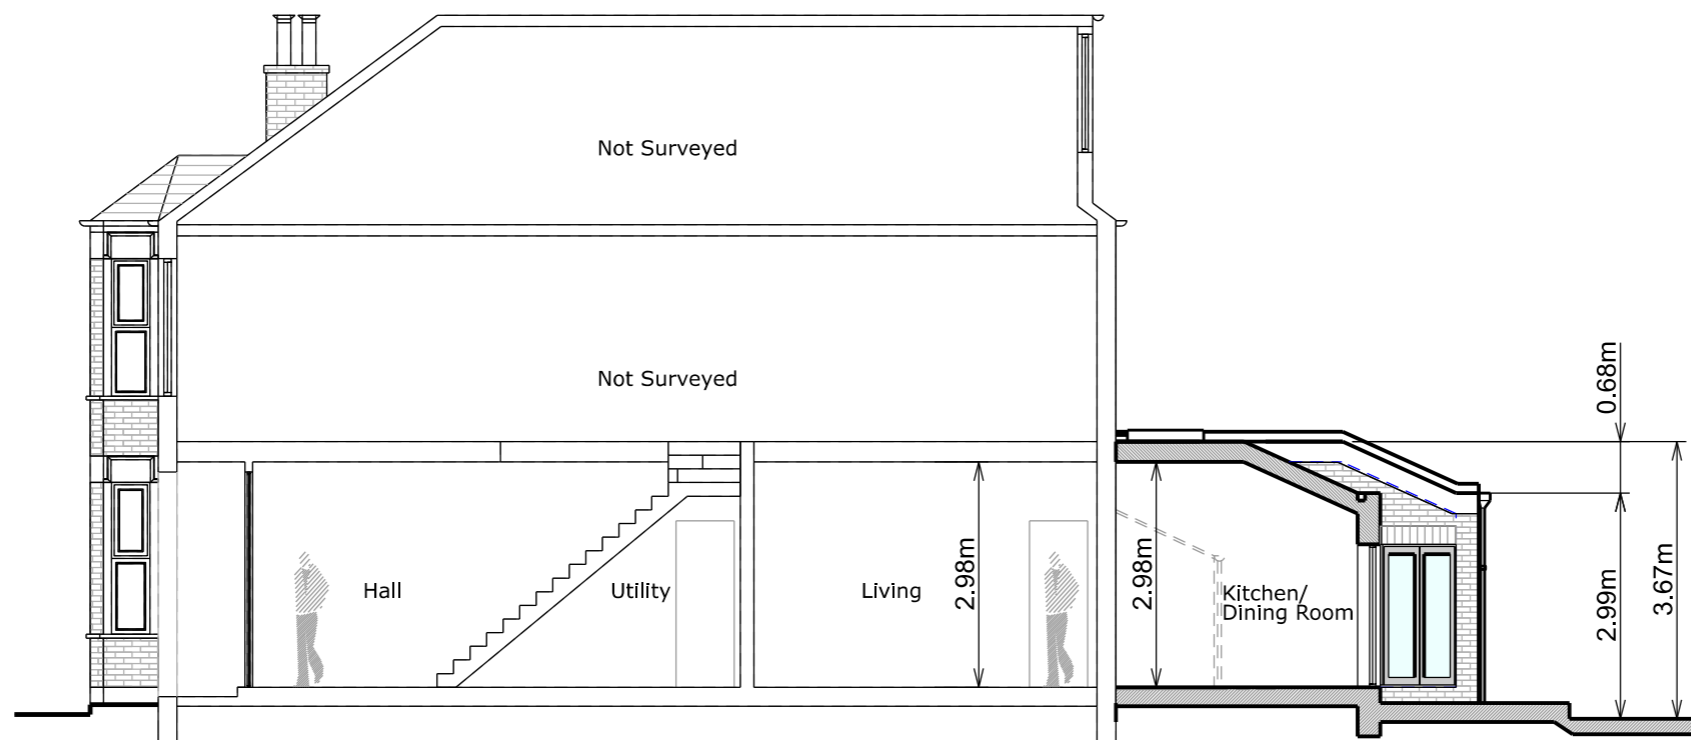 Not Surveyed
Not Surveyed
0.68m
Hall
Utility
Living
2.98m
2.98m
Kitchen/
Dining Room
2.99m
3.67m